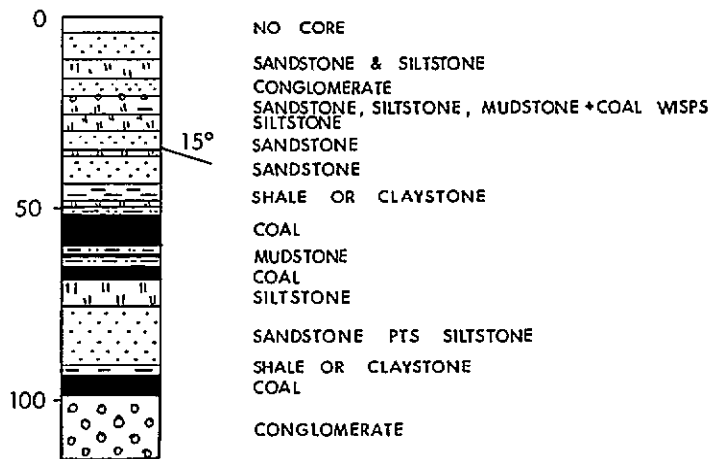 0
NO CORE
SANDSTONE & SILTSTONE
CONGLOMERATE
SANDSTONE, SILTSTONE, MUDSTONE + COAL WISPS
SILTSTONE
15°
SANDSTONE
SANDSTONE
SHALE OR CLAYSTONE
50
COAL
MUDSTONE
COAL
SILTSTONE
SANDSTONE PTS SILTSTONE
SHALE OR CLAYSTONE
COAL
100
CONGLOMERATE